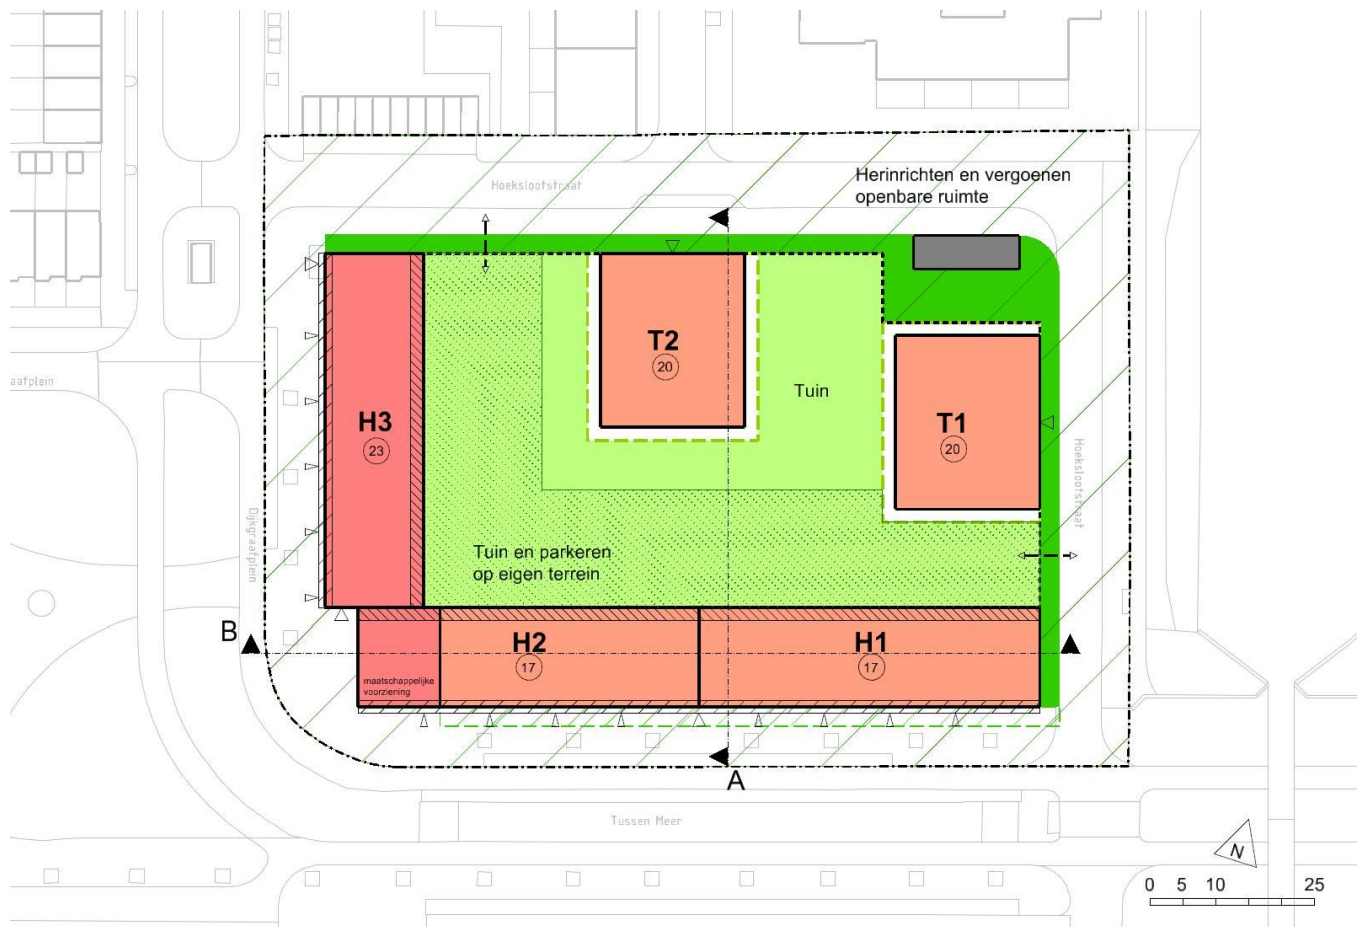 Herinrichten en vergoenen
openbare ruimte
Hoekslootstraat
T2
20
Tuin
aafplein
H3
23
T1
20
Hoekslootstraat
Dijkgraafplein
Tuin en parkeren
op eigen terrein
B
H2
17
H1
17
maatschappelijke
voorziening
A
Tussen Meer
N
0 5 10 25